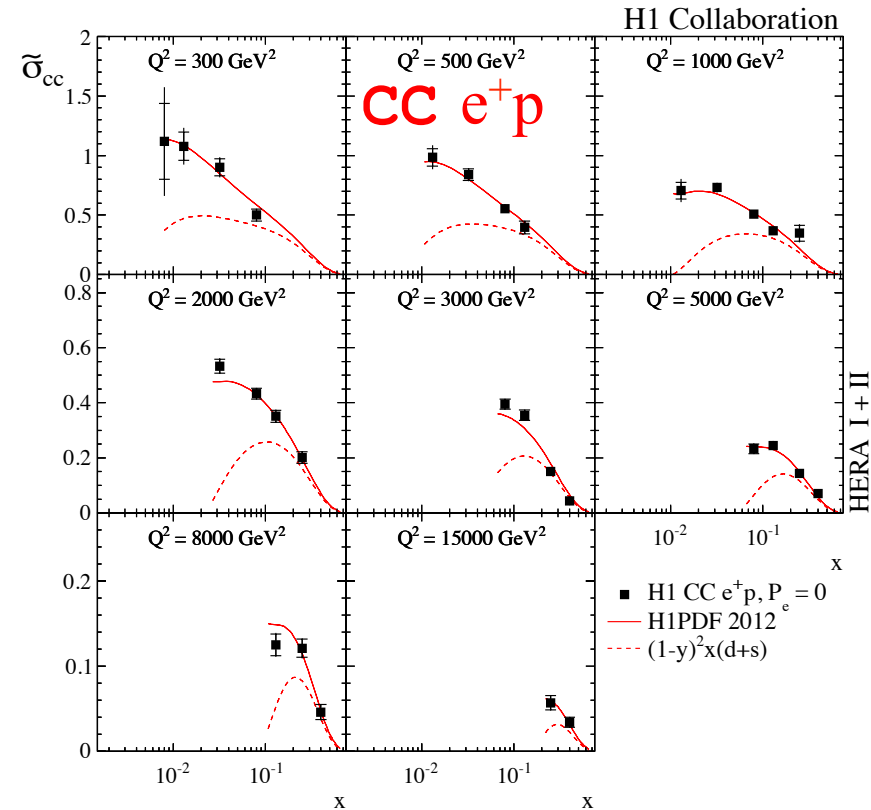 H1 Collaboration
σ̃cc
2
1.5
1
0.5
0
Q² = 300 GeV²
Q² = 500 GeV²
CC e⁺p
Q² = 1000 GeV²
0.8
0.6
0.4
0.2
0
Q² = 2000 GeV²
Q² = 3000 GeV²
Q² = 5000 GeV²
10⁻² 10⁻¹
x
HERA I + II
0.2
0.1
0
Q² = 8000 GeV²
Q² = 15000 GeV²
10⁻² 10⁻¹
x
10⁻² 10⁻¹
x
H1 CC e⁺p, Pₑ = 0
H1PDF 2012
(1-y)²x(d+s)